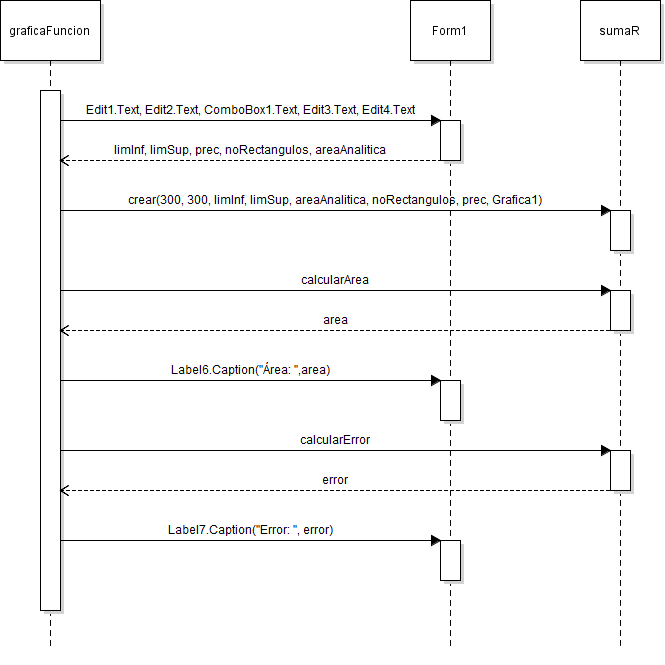 graficaFuncion
Form1
sumaR
Edit1.Text, Edit2.Text, ComboBox1.Text, Edit3.Text, Edit4.Text
limInf, limSup, prec, noRectangulos, areaAnalitica
crear(300, 300, limInf, limSup, areaAnalitica, noRectangulos, prec, Grafica1)
calcularArea
area
Label6.Caption("Área: ",area)
calcularError
error
Label7.Caption("Error: ", error)